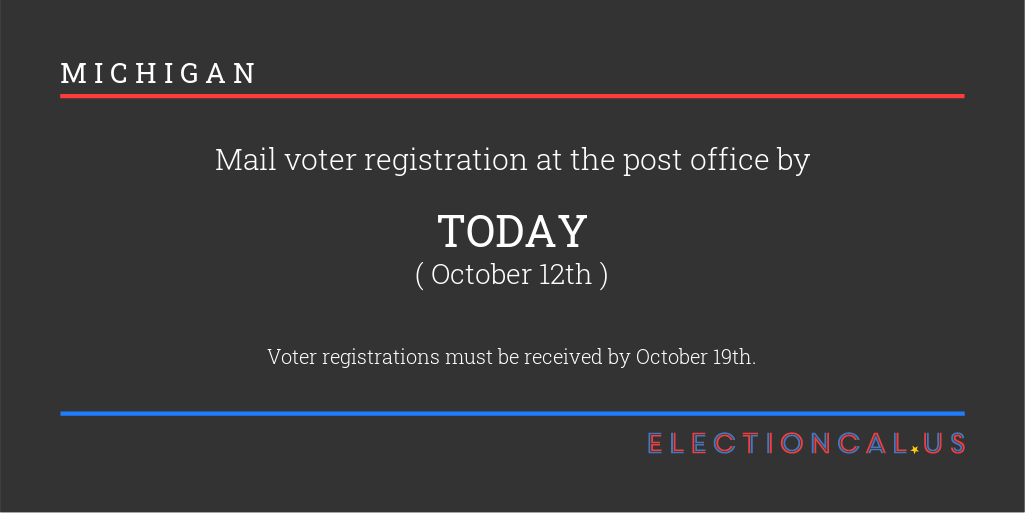 MICHIGAN
Mail voter registration at the post office by
TODAY
( October 12th )
Voter registrations must be received by October 19th.
ELECTIONCAL.US